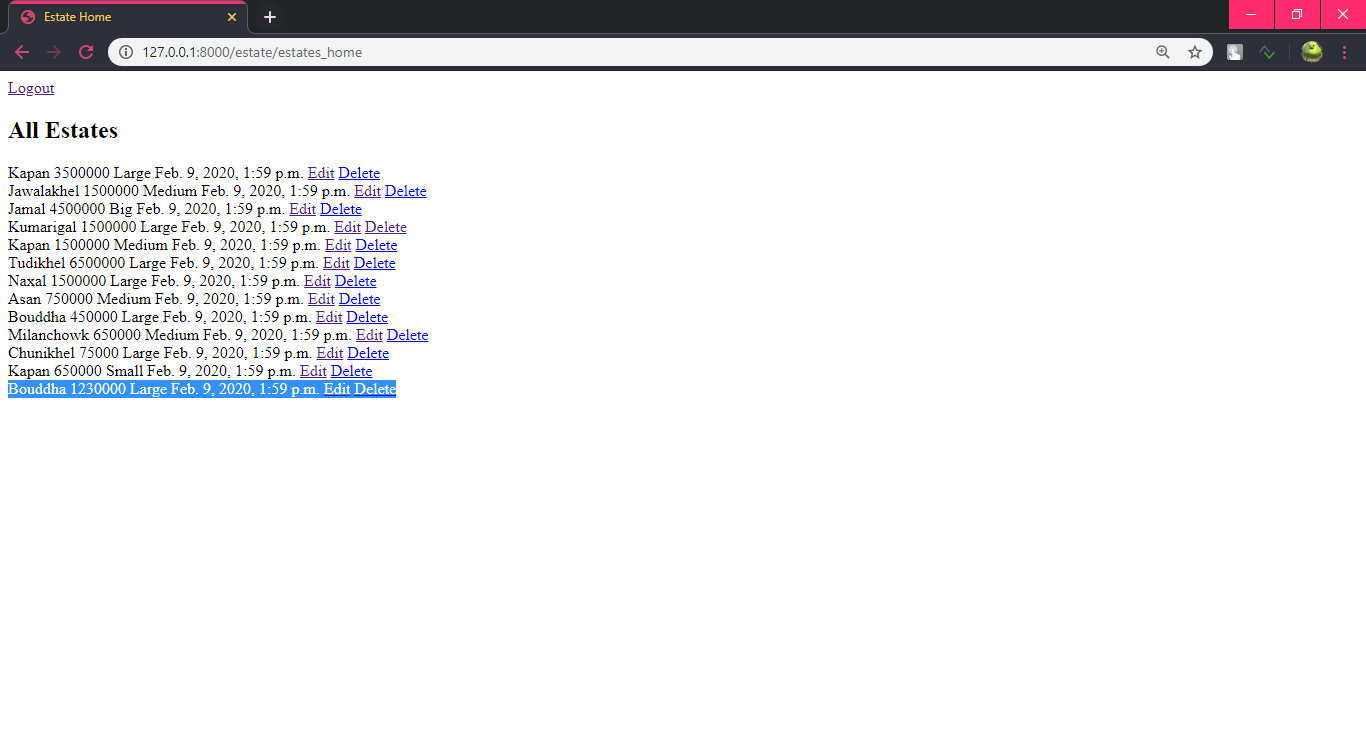 Estate Home
127.0.0.1:8000/estate/estates_home
Logout
All Estates
Kapan 3500000 Large Feb. 9, 2020, 1:59 p.m. Edit Delete
Jawalakhel 1500000 Medium Feb. 9, 2020, 1:59 p.m. Edit Delete
Jamal 4500000 Big Feb. 9, 2020, 1:59 p.m. Edit Delete
Kumarigal 1500000 Large Feb. 9, 2020, 1:59 p.m. Edit Delete
Kapan 1500000 Medium Feb. 9, 2020, 1:59 p.m. Edit Delete
Tudikhel 6500000 Large Feb. 9, 2020, 1:59 p.m. Edit Delete
Naxal 1500000 Large Feb. 9, 2020, 1:59 p.m. Edit Delete
Asan 750000 Medium Feb. 9, 2020, 1:59 p.m. Edit Delete
Bouddha 450000 Large Feb. 9, 2020, 1:59 p.m. Edit Delete
Milanchowk 650000 Medium Feb. 9, 2020, 1:59 p.m. Edit Delete
Chunikhel 75000 Large Feb. 9, 2020, 1:59 p.m. Edit Delete
Kapan 650000 Small Feb. 9, 2020, 1:59 p.m. Edit Delete
Bouddha 1230000 Large Feb. 9, 2020, 1:59 p.m. Edit Delete